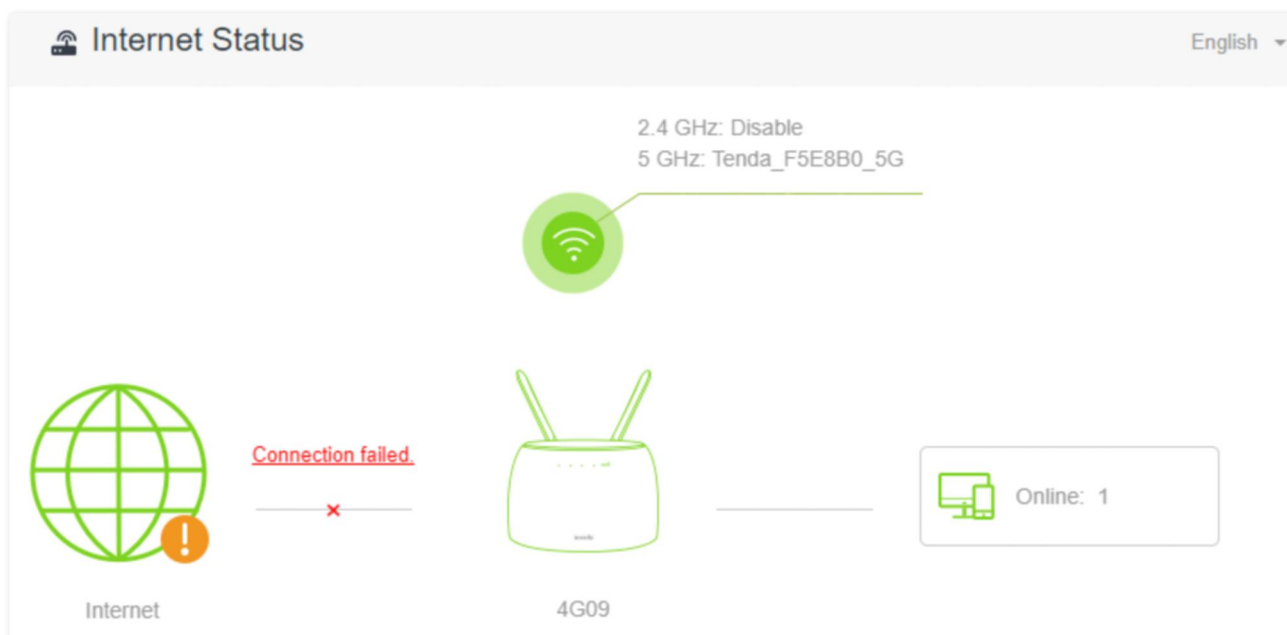 Internet Status
English
2.4 GHz: Disable
5 GHz: Tenda_F5E8B0_5G
Connection failed.
Online: 1
Internet
4G09